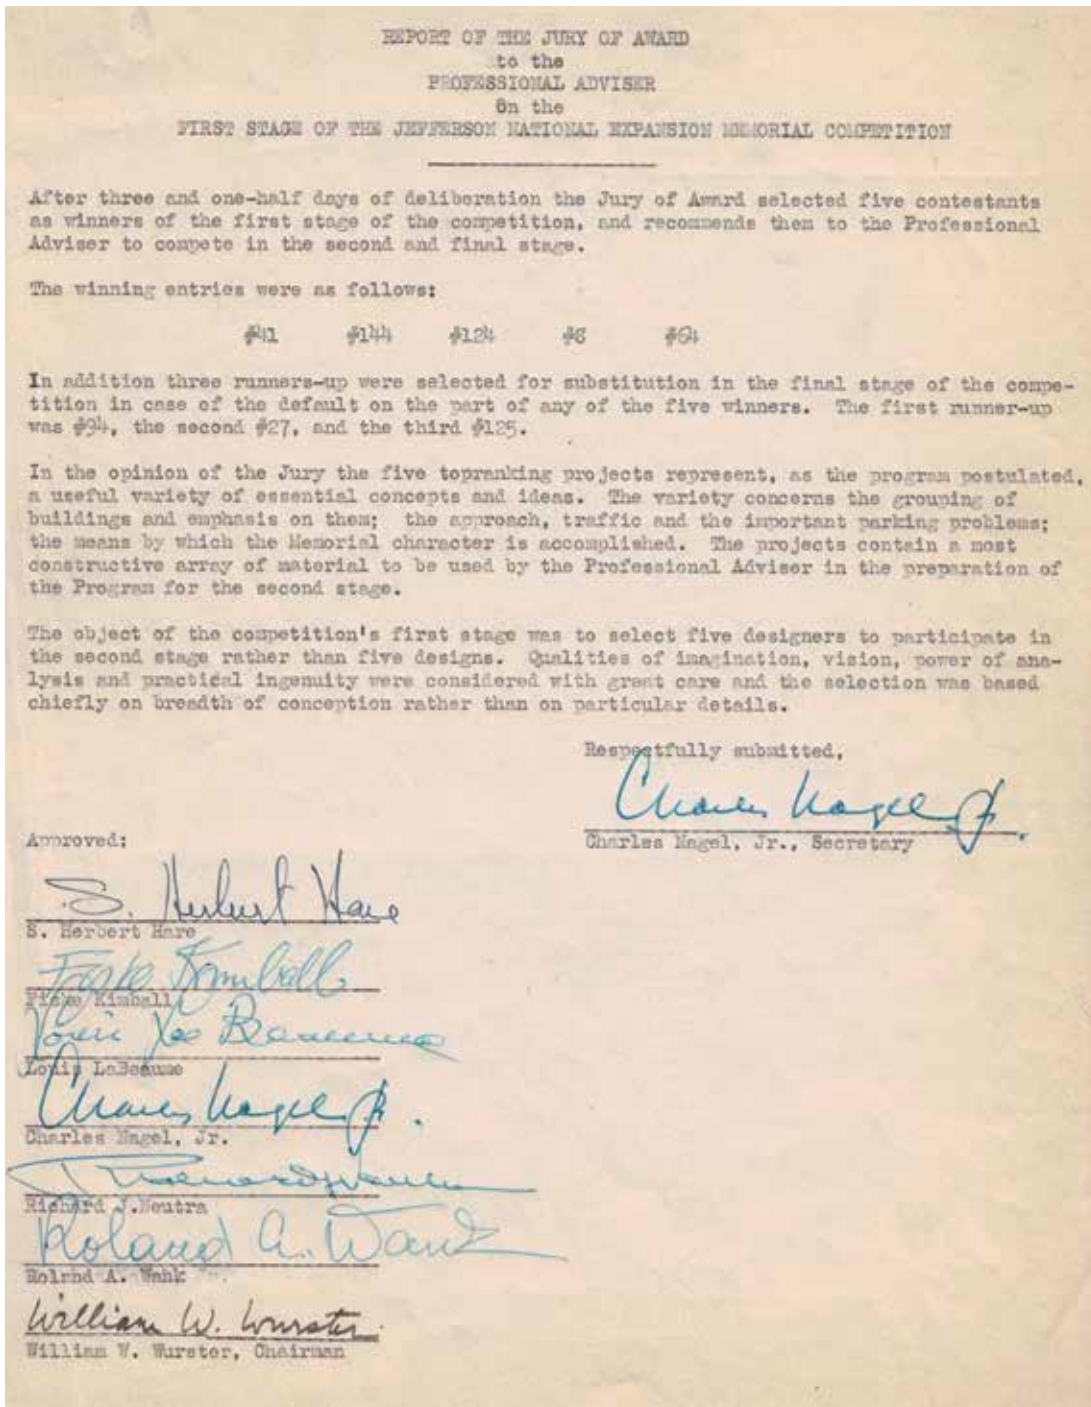 REPORT OF THE JURY OF AWARD
to the
PROFESSIONAL ADVISER
on the
FIRST STAGE OF THE JEFFERSON NATIONAL EXPANSION MEMORIAL COMPETITION
After three and one-half days of deliberation the Jury of Award selected five contestants
as winners of the first stage of the competition, and recommends them to the Professional
Adviser to compete in the second and final stage.
The winning entries were as follows:
#41 #144 #124 #8 #64
In addition three runners-up were selected for substitution in the final stage of the compe-
tition in case of the default on the part of any of the five winners. The first runner-up
was #94, the second #27, and the third #125.
In the opinion of the Jury the five topranking projects represent, as the program postulated,
a useful variety of essential concepts and ideas. The variety concerns the grouping of
buildings and emphasis on them; the approach, traffic and the important parking problems;
the means by which the Memorial character is accomplished. The projects contain a most
constructive array of material to be used by the Professional Adviser in the preparation of
the Program for the second stage.
The object of the competition's first stage was to select five designers to participate in
the second stage rather than five designs. Qualities of imagination, vision, power of ana-
lysis and practical ingenuity were considered with great care and the selection was based
chiefly on breadth of conception rather than on particular details.
Respectfully submitted,
Charles Nagel Jr.
Charles Nagel, Jr., Secretary
Approved:
S. Herbert Hare
S. Herbert Hare
Fiske Kimball
Fiske Kimball
Louis LaBeaume
Louis LaBeaume
Charles Nagel Jr.
Charles Nagel, Jr.
Richard J.Neutra
Roland A. Wank
Roland A. Wank
William W. Wurster
William W. Wurster, Chairman